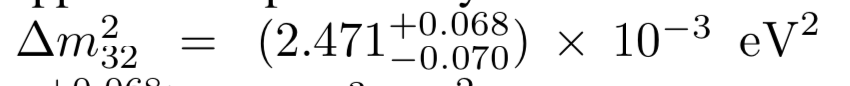 Δm²₃₂ = (2.471⁺⁰·⁰⁶⁸₋₀.₀₇₀) × 10⁻³ eV²